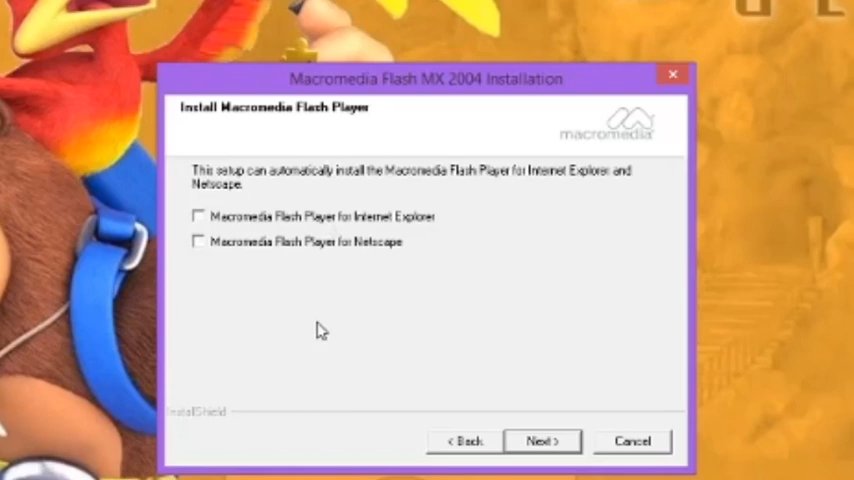 Macromedia Flash MX 2004 Installation
Install Macromedia Flash Player
macromedia
This setup can automatically install the Macromedia Flash Player for Internet Explorer and
Netscape.
Macromedia Flash Player for Internet Explorer
Macromedia Flash Player for Netscape
InstallShield
< Back
Next >
Cancel